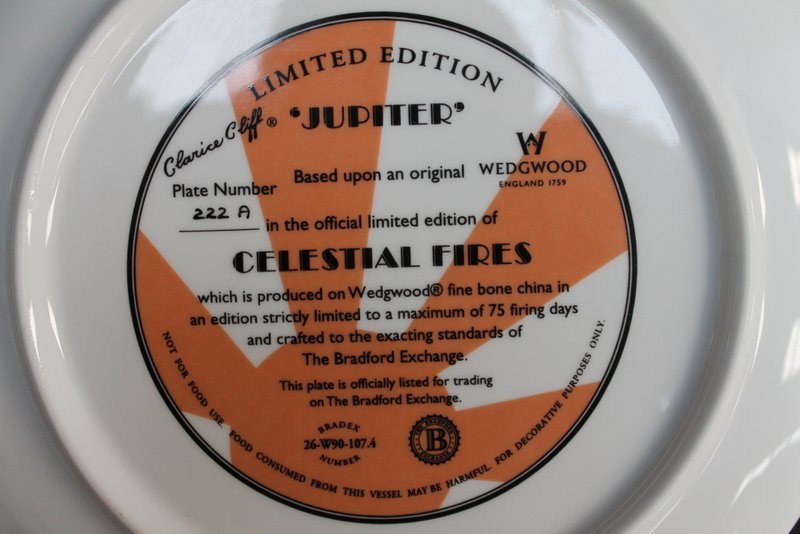 LIMITED EDITION
Clarice Cliff® 'JUPITER'
WEDGWOOD
ENGLAND 1759
Plate Number Based upon an original
222 A in the official limited edition of
CELESTIAL FIRES
which is produced on Wedgwood® fine bone china in
an edition strictly limited to a maximum of 75 firing days
and crafted to the exacting standards of
The Bradford Exchange.
This plate is officially listed for trading
on The Bradford Exchange.
BRADEX
26-W90-107.4
NUMBER
THE BRADFORD EXCHANGE
B
NOT FOR FOOD USE. FOOD CONSUMED FROM THIS VESSEL MAY BE HARMFUL. FOR DECORATIVE PURPOSES ONLY.